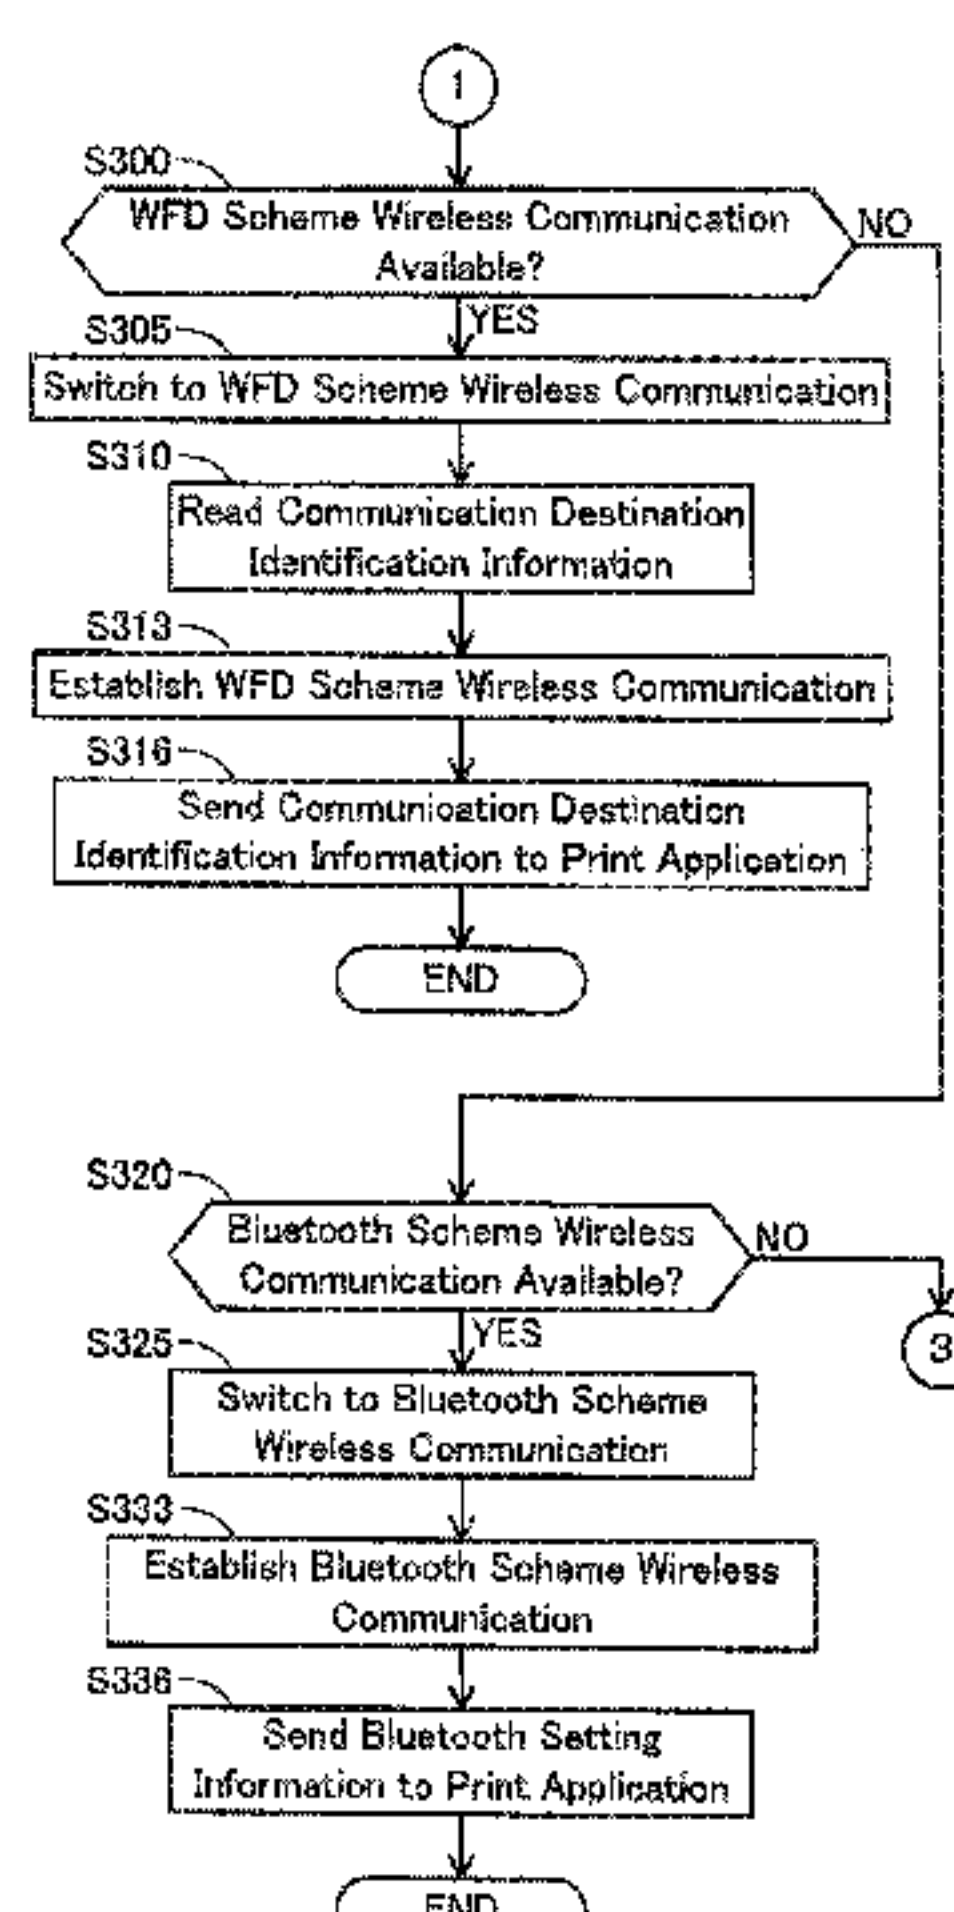 1
S300
WFD Scheme Wireless Communication
Available?
NO
YES
S305
Switch to WFD Scheme Wireless Communication
S310
Read Communication Destination
Identification Information
S313
Establish WFD Scheme Wireless Communication
S316
Send Communication Destination
Identification Information to Print Application
END
S320
Bluetooth Scheme Wireless
Communication Available?
NO
3
YES
S325
Switch to Bluetooth Scheme
Wireless Communication
S333
Establish Bluetooth Scheme Wireless
Communication
S336
Send Bluetooth Setting
Information to Print Application
END